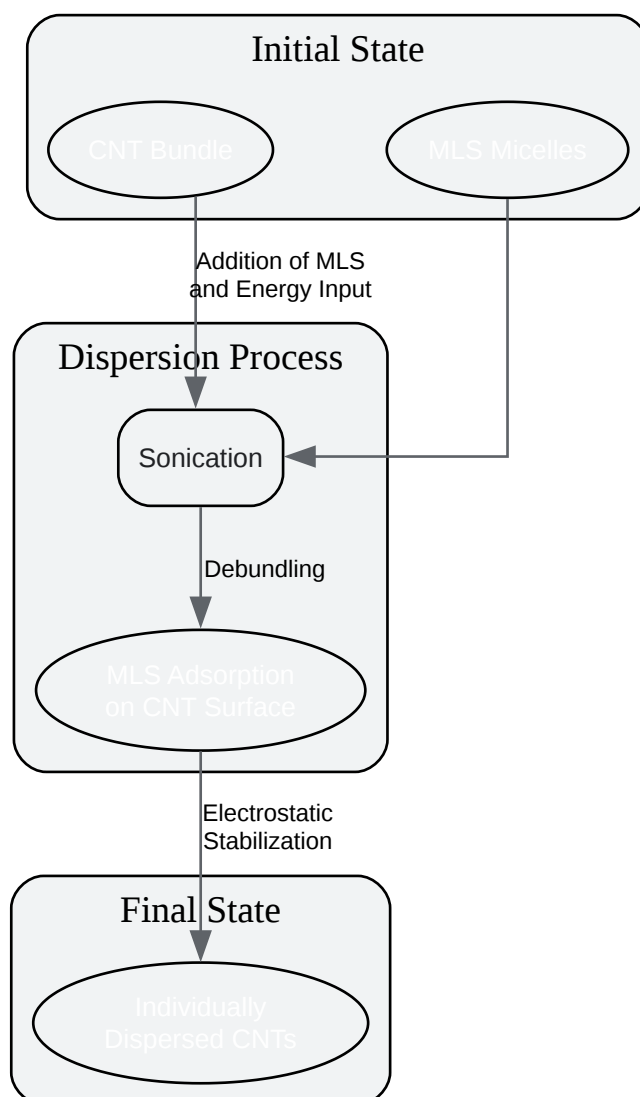 Initial State
CNT Bundle
MLS Micelles
Addition of MLS
and Energy Input
Dispersion Process
Sonication
Debundling
MLS Adsorption
on CNT Surface
Electrostatic
Stabilization
Final State
Individually
Dispersed CNTs